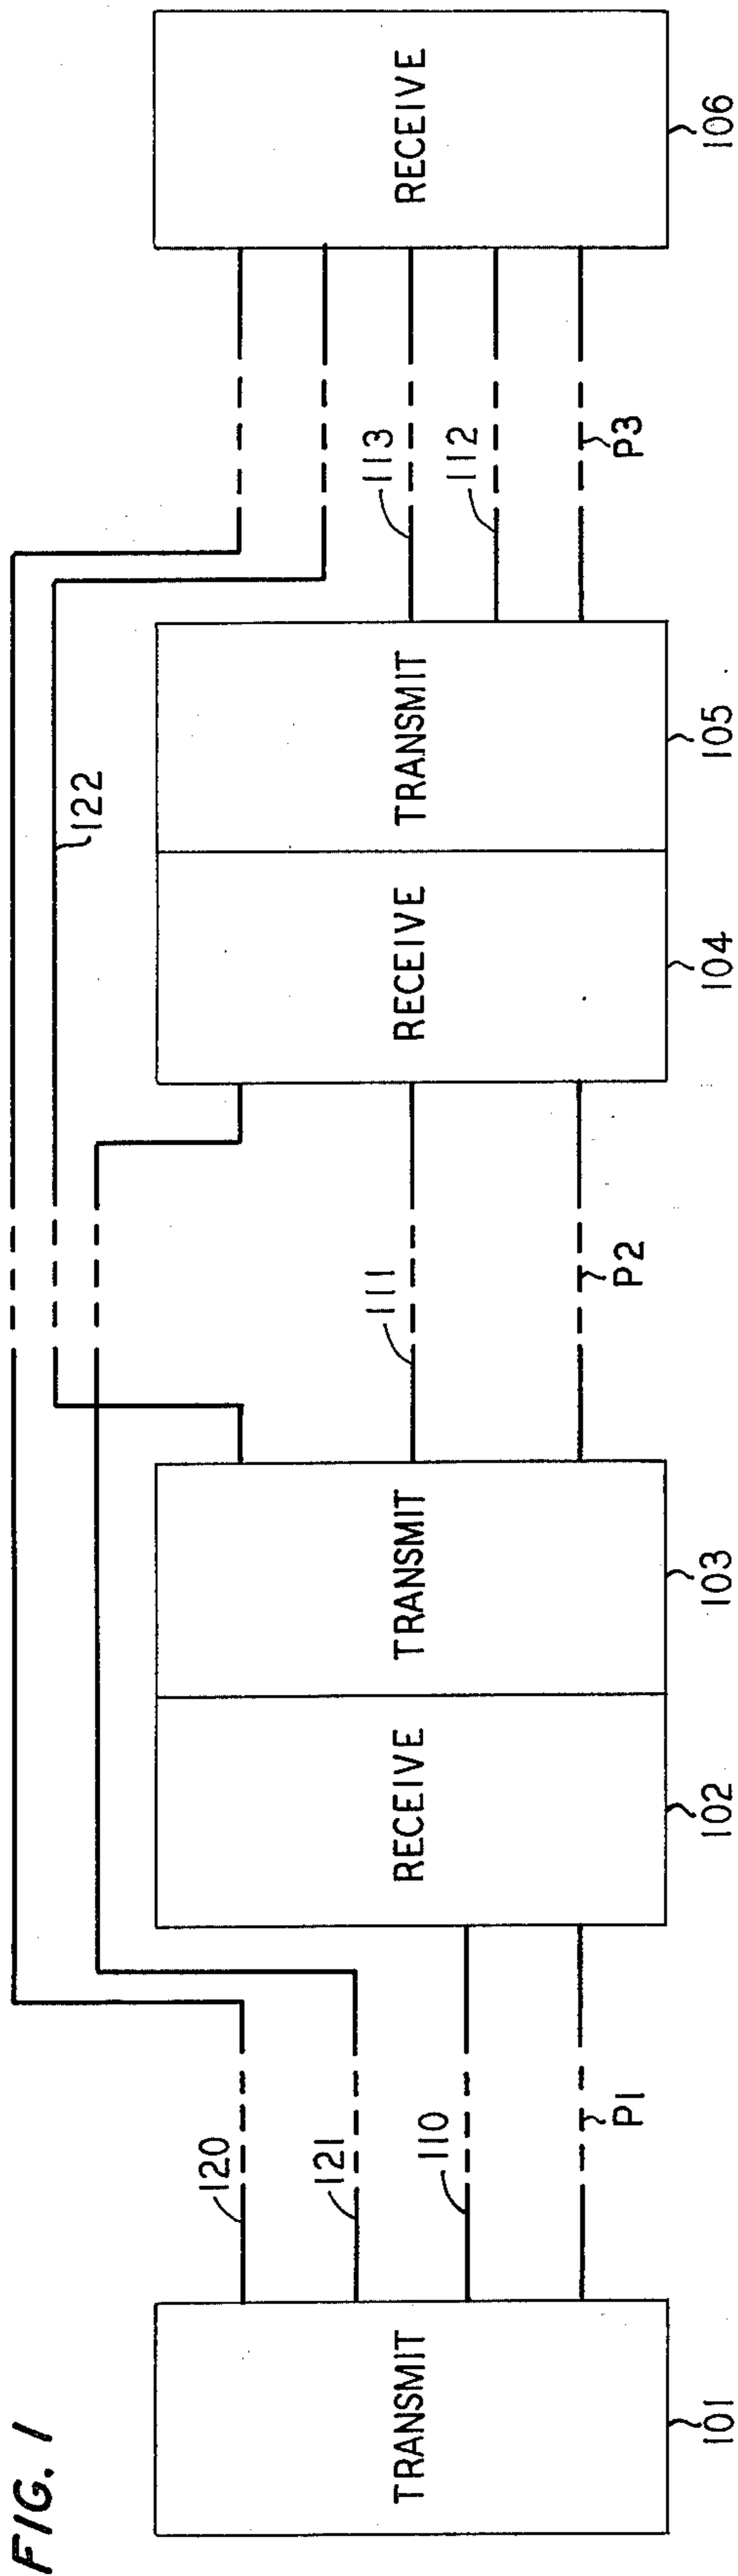 FIG. 1
TRANSMIT
101
120
121
110
P1
RECEIVE
102
TRANSMIT
103
122
111
P2
RECEIVE
104
TRANSMIT
105
113
112
P3
RECEIVE
106